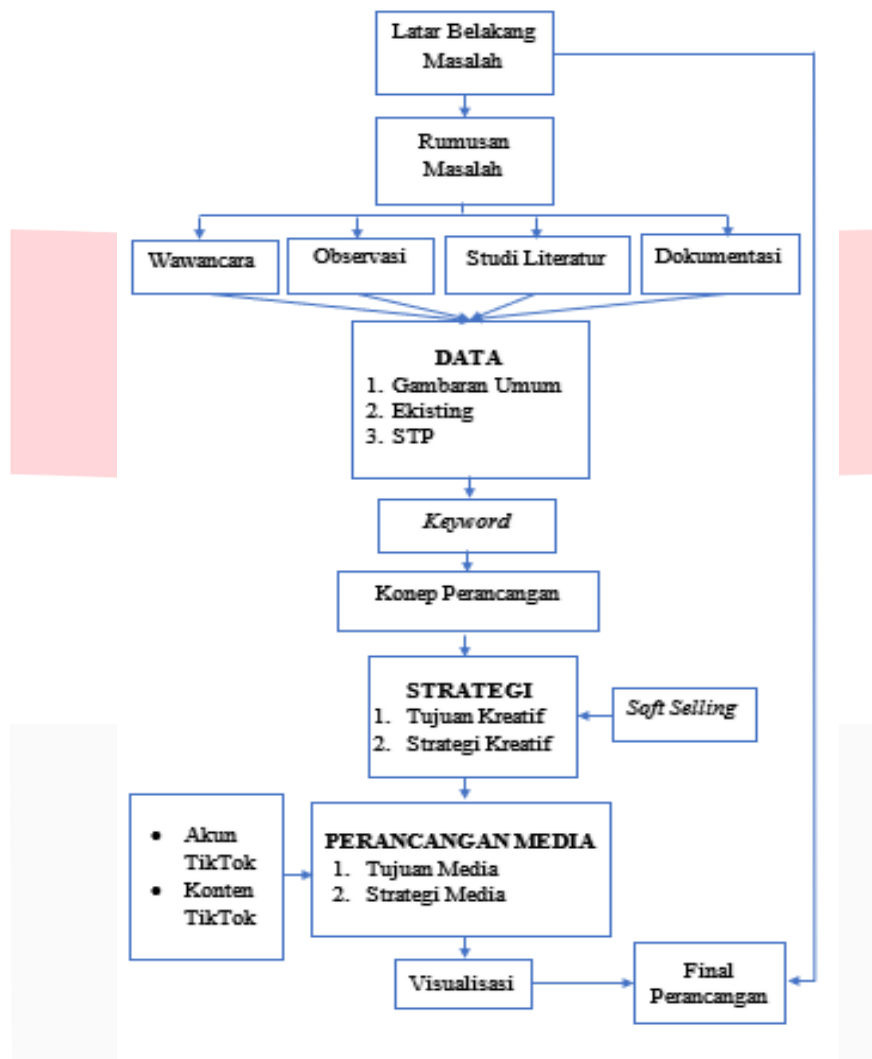 Latar Belakang
Masalah
Rumusan
Masalah
Wawancara
Observasi
Studi Literatur
Dokumentasi
DATA
1. Gambaran Umum
2. Ekisting
3. STP
Keyword
Konep Perancangan
STRATEGI
1. Tujuan Kreatif
2. Strategi Kreatif
Soft Selling
• Akun
TikTok
• Konten
TikTok
PERANCANGAN MEDIA
1. Tujuan Media
2. Strategi Media
Visualisasi
Final
Perancangan